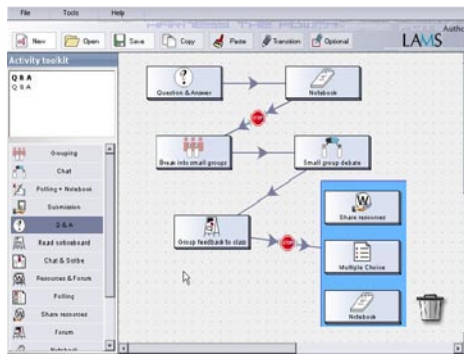 File Tools Help
New Open Save Copy Paste Transition Optional
LAMS
Autho
Activity toolkit
Q & A
Q & A
Grouping
Chat
Polling + Notebook
Submission
Q & A
Read noticeboard
Chat & Scribe
Resources & Forum
Polling
Share resources
Forum
Notebook
Question & Answer
Notebook
STOP
Break into small groups
Small group debate
Group feedback to class
STOP
Share resources
Multiple Choice
Notebook